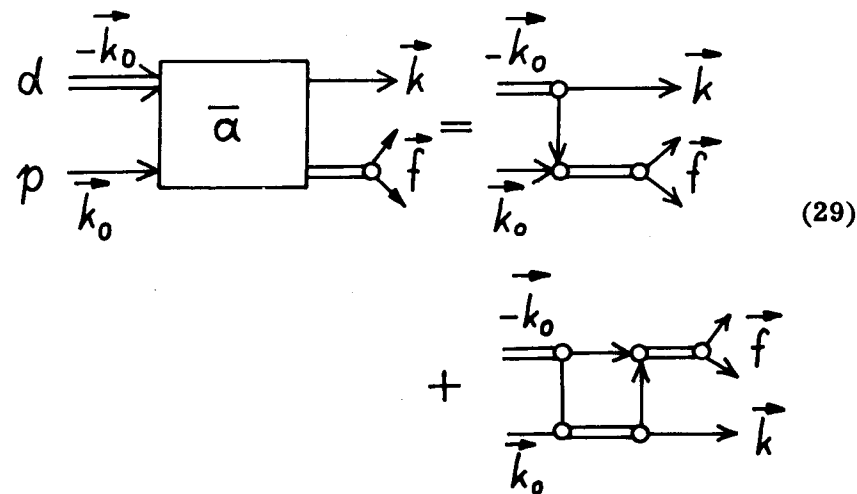 d
-k₀
p
k₀
a̅
k
f
=
-k₀
k₀
k
f
(29)
+
-k₀
k₀
f
k